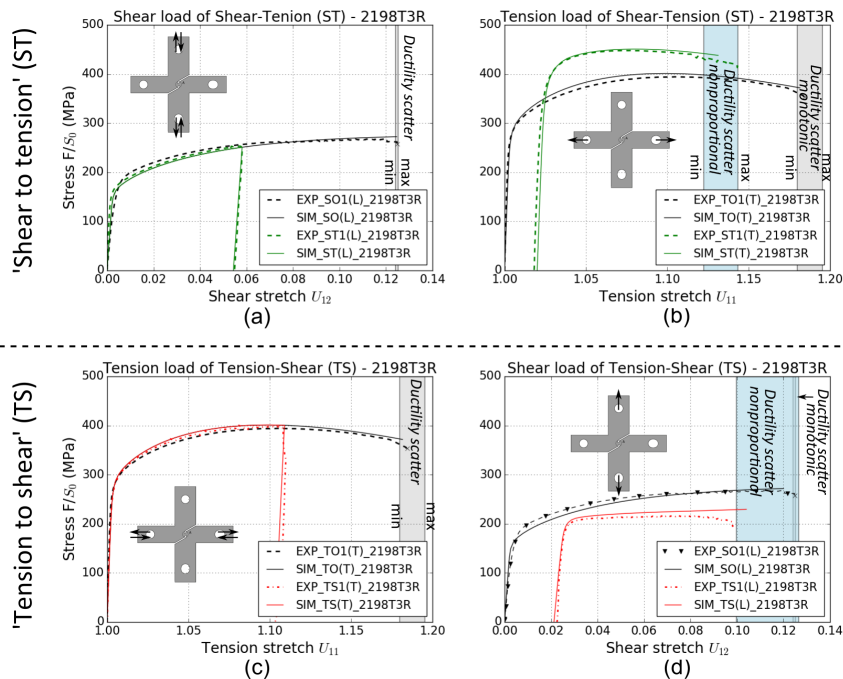 'Shear to tension' (ST)
Shear load of Shear-Tenion (ST) - 2198T3R
500
400
300
200
100
0
0.00 0.02 0.04 0.06 0.08 0.10 0.12 0.14
Stress F/S0 (MPa)
Shear stretch U12
Ductility scatter
min
max
EXP_SO1(L)_2198T3R
SIM_SO(L)_2198T3R
EXP_ST1(L)_2198T3R
SIM_ST(L)_2198T3R
(a)
Tension load of Shear-Tension (ST) - 2198T3R
500
400
300
200
100
0
1.00 1.05 1.10 1.15 1.20
Tension stretch U11
Ductility scatter
nonproportional
Ductility scatter
monotonic
min
max
min
max
EXP_TO1(T)_2198T3R
SIM_TO(T)_2198T3R
EXP_ST1(T)_2198T3R
SIM_ST(T)_2198T3R
(b)
'Tension to shear' (TS)
Tension load of Tension-Shear (TS) - 2198T3R
500
400
300
200
100
0
1.00 1.05 1.10 1.15 1.20
Stress F/S0 (MPa)
Tension stretch U11
Ductility scatter
min
max
EXP_TO1(T)_2198T3R
SIM_TO(T)_2198T3R
EXP_TS1(T)_2198T3R
SIM_TS(T)_2198T3R
(c)
Shear load of Tension-Shear (TS) - 2198T3R
500
400
300
200
100
0
0.00 0.02 0.04 0.06 0.08 0.10 0.12 0.14
Shear stretch U12
Ductility scatter
nonproportional
Ductility scatter
monotonic
EXP_SO1(L)_2198T3R
SIM_SO(L)_2198T3R
EXP_TS1(L)_2198T3R
SIM_TS(L)_2198T3R
(d)